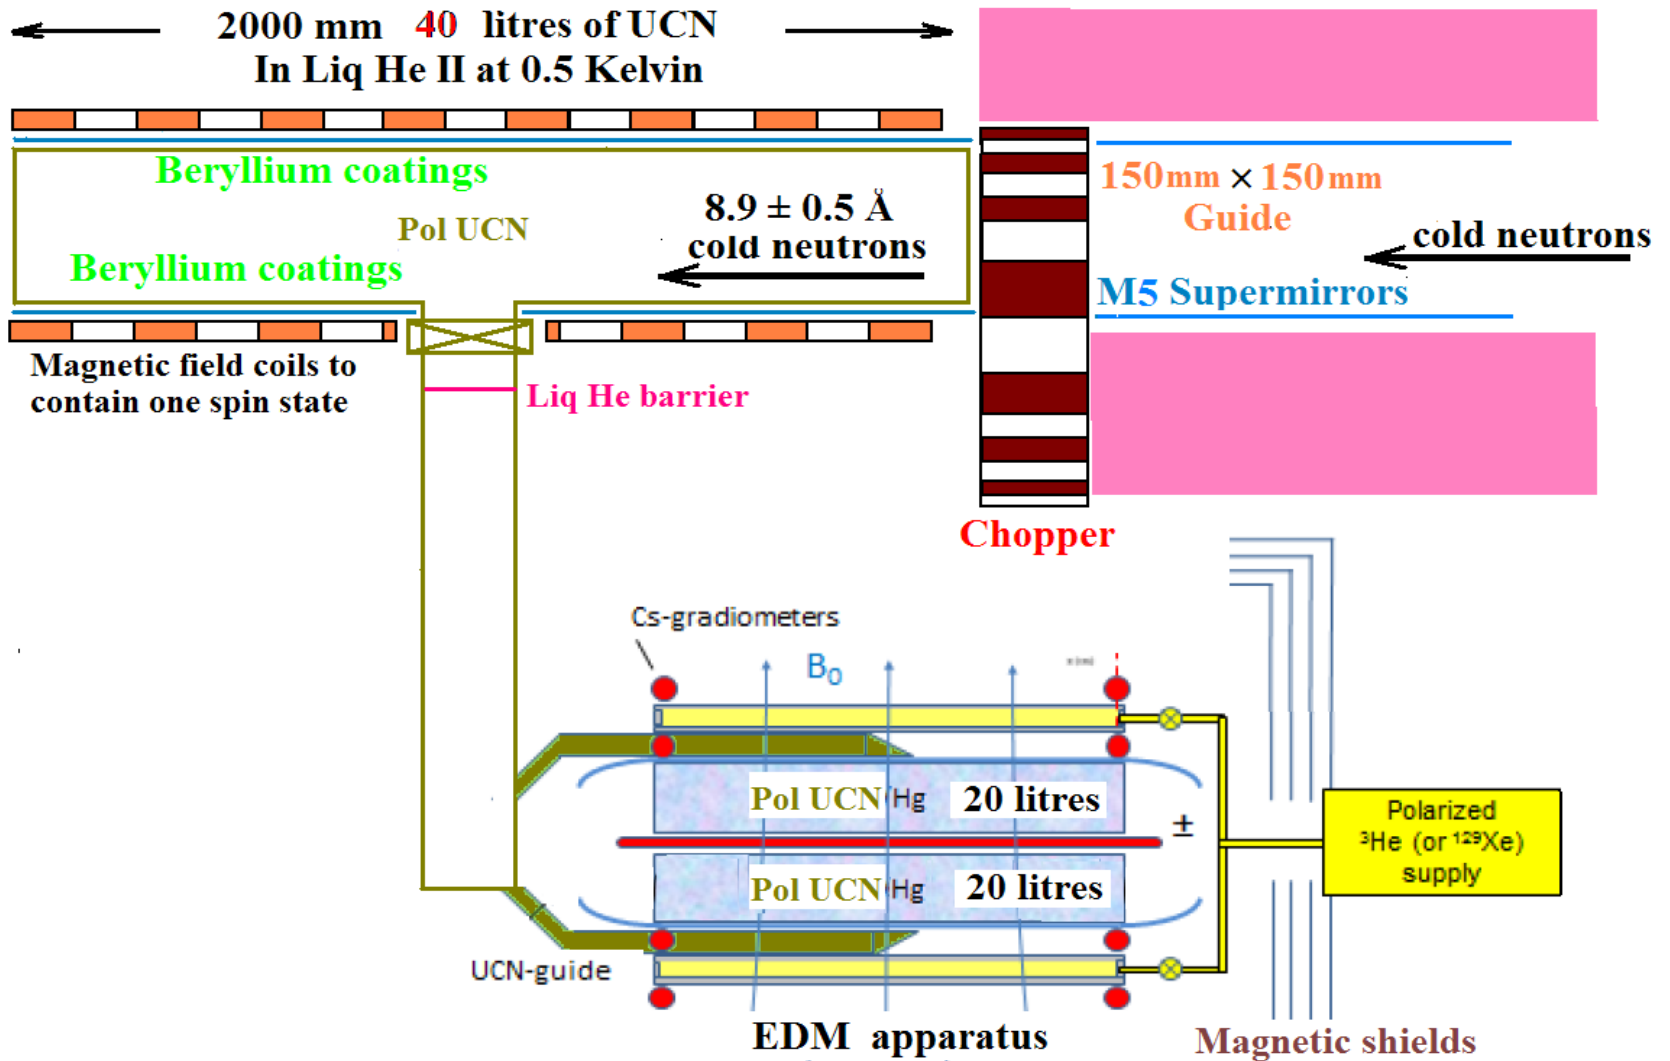 2000 mm 40 litres of UCN
In Liq He II at 0.5 Kelvin
Beryllium coatings
Pol UCN
8.9 ± 0.5 Å
cold neutrons
Beryllium coatings
150mm × 150mm
Guide
cold neutrons
M5 Supermirrors
Magnetic field coils to
contain one spin state
Liq He barrier
Chopper
Cs-gradiometers
B₀
Pol UCN Hg 20 litres
±
Pol UCN Hg 20 litres
Polarized
³He (or ¹²⁹Xe)
supply
UCN-guide
EDM apparatus
Magnetic shields